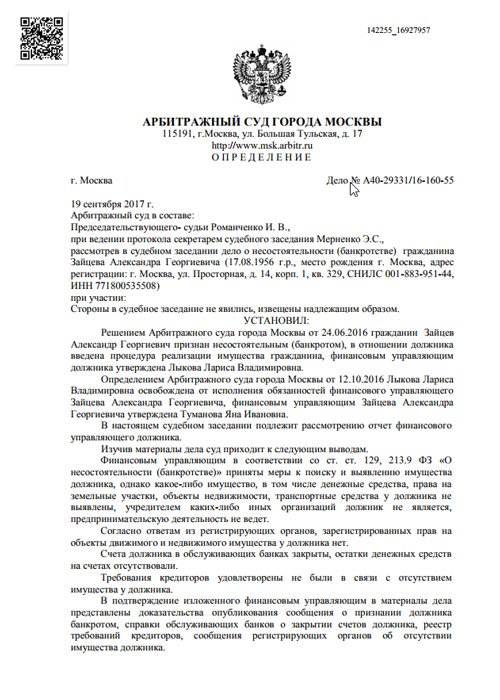 142255_16927957
АРБИТРАЖНЫЙ СУД ГОРОДА МОСКВЫ
115191, г.Москва, ул. Большая Тульская, д. 17
http://www.msk.arbitr.ru
О П Р Е Д Е Л Е Н И Е
г. Москва Дело № А40-29331/16-160-55
19 сентября 2017 г.
Арбитражный суд в составе:
Председательствующего- судьи Романченко И. В.,
при ведении протокола секретарем судебного заседания Мерненко Э.С.,
рассмотрев в судебном заседании дело о несостоятельности (банкротстве) гражданина
Зайцева Александра Георгиевича (17.08.1956 г.р., место рождения г. Москва, адрес
регистрации: г. Москва, ул. Просторная, д. 14, корп. 1, кв. 329, СНИЛС 001-883-951-44,
ИНН 771800535508)
при участии:
Стороны в судебное заседание не явились, извещены надлежащим образом.
УСТАНОВИЛ:
Решением Арбитражного суда города Москвы от 24.06.2016 гражданин Зайцев
Александр Георгиевич признан несостоятельным (банкротом), в отношении должника
введена процедура реализации имущества гражданина, финансовым управляющим
должника утверждена Лыкова Лариса Владимировна.
Определением Арбитражного суда города Москвы от 12.10.2016 Лыкова Лариса
Владимировна освобождена от исполнения обязанностей финансового управляющего
Зайцева Александра Георгиевича, финансовым управляющим Зайцева Александра
Георгиевича утверждена Туманова Яна Ивановна.
В настоящем судебном заседании подлежит рассмотрению отчет финансового
управляющего должника.
Изучив материалы дела суд приходит к следующим выводам.
Финансовым управляющим в соответствии со ст. ст. 129, 213.9 ФЗ «О
несостоятельности (банкротстве)» приняты меры к поиску и выявлению имущества
должника, однако какое-либо имущество, в том числе денежные средства, права на
земельные участки, объекты недвижимости, транспортные средства у должника не
выявлены, учредителем каких-либо иных организаций должник не является,
предпринимательскую деятельность не ведет.
Согласно ответам из регистрирующих органов, зарегистрированных прав на
объекты движимого и недвижимого имущества у должника нет.
Счета должника в обслуживающих банках закрыты, остатки денежных средств
на счетах отсутствовали.
Требования кредиторов удовлетворены не были в связи с отсутствием
имущества у должника.
В подтверждение изложенного финансовым управляющим в материалы дела
представлены доказательства опубликования сообщения о признании должника
банкротом, справки обслуживающих банков о закрытии счетов должника, реестр
требований кредиторов, сообщения регистрирующих органов об отсутствии
имущества должника.